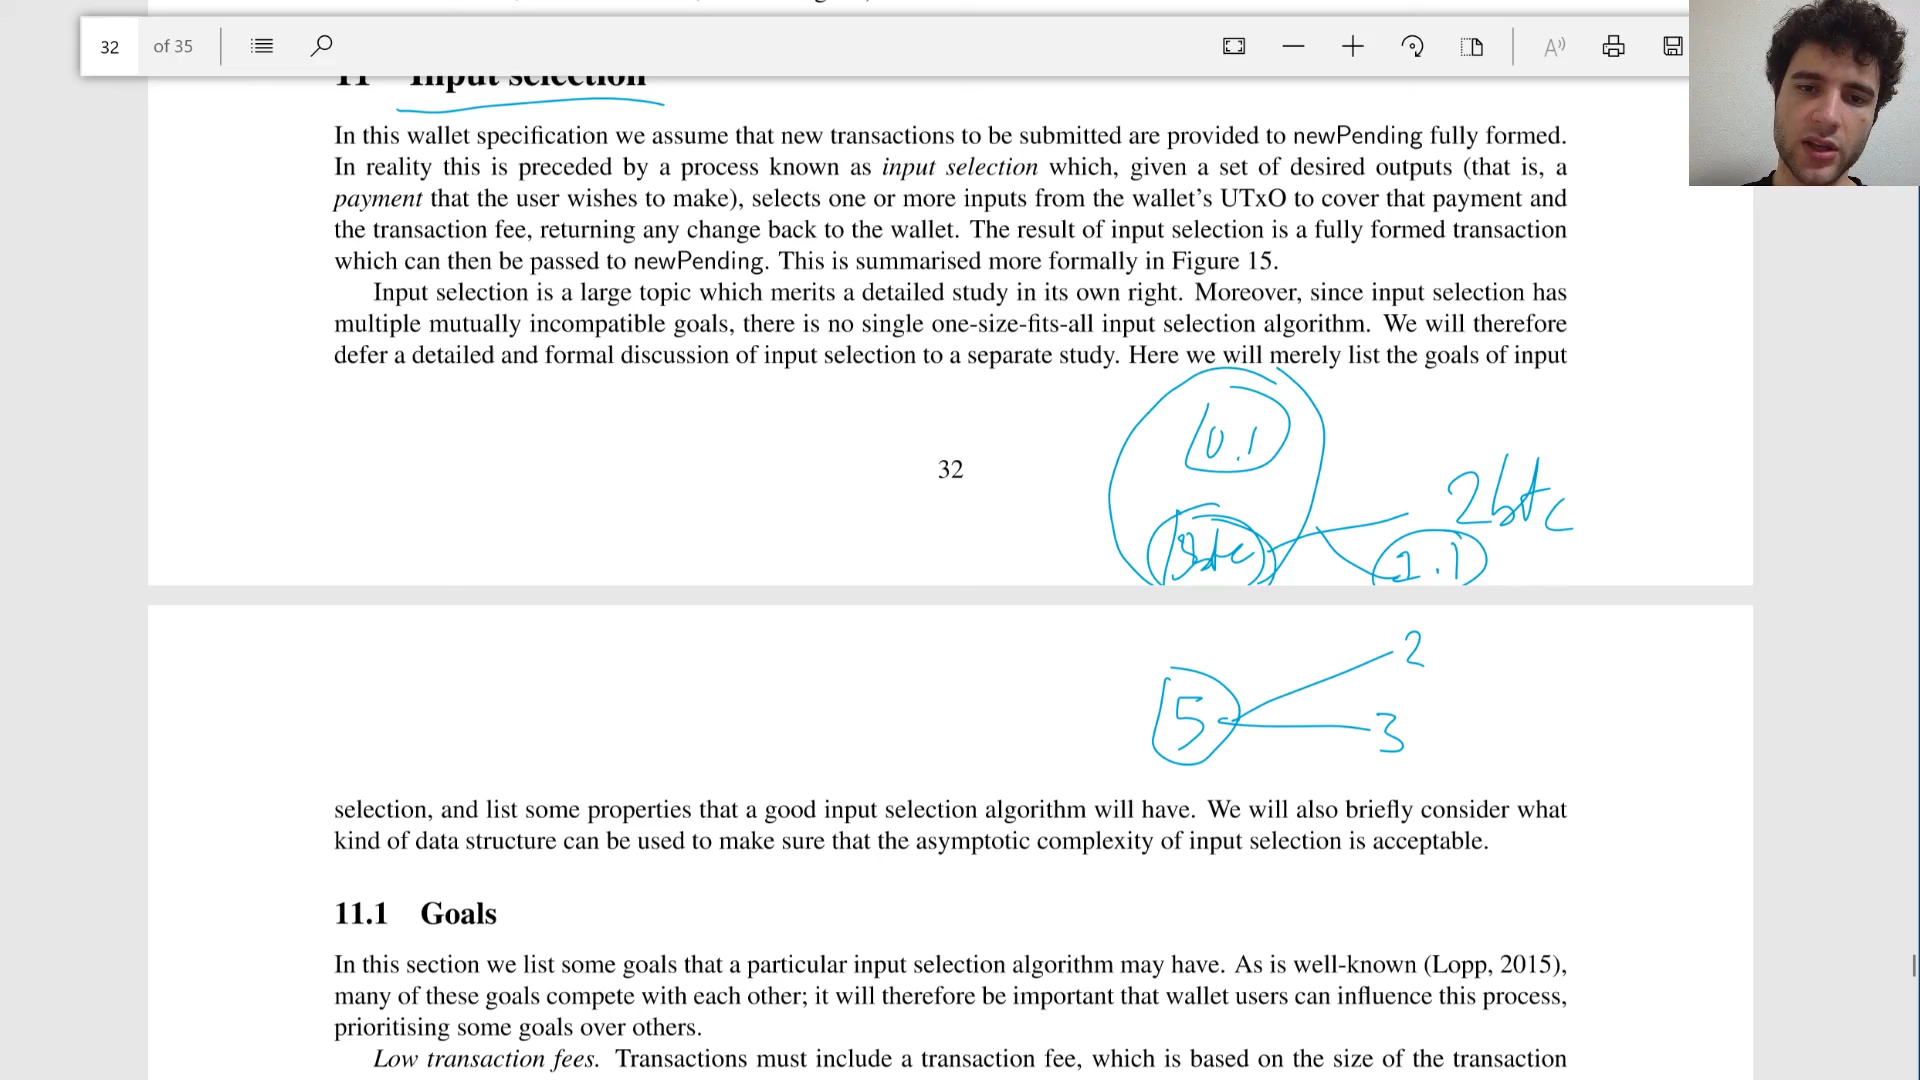 32 of 35
11 Input selection
In this wallet specification we assume that new transactions to be submitted are provided to newPending fully formed.
In reality this is preceded by a process known as input selection which, given a set of desired outputs (that is, a
payment that the user wishes to make), selects one or more inputs from the wallet's UTxO to cover that payment and
the transaction fee, returning any change back to the wallet. The result of input selection is a fully formed transaction
which can then be passed to newPending. This is summarised more formally in Figure 15.
Input selection is a large topic which merits a detailed study in its own right. Moreover, since input selection has
multiple mutually incompatible goals, there is no single one-size-fits-all input selection algorithm. We will therefore
defer a detailed and formal discussion of input selection to a separate study. Here we will merely list the goals of input
0.1
32
2btc
1.1
2
5
3
selection, and list some properties that a good input selection algorithm will have. We will also briefly consider what
kind of data structure can be used to make sure that the asymptotic complexity of input selection is acceptable.
11.1 Goals
In this section we list some goals that a particular input selection algorithm may have. As is well-known (Lopp, 2015),
many of these goals compete with each other; it will therefore be important that wallet users can influence this process,
prioritising some goals over others.
Low transaction fees. Transactions must include a transaction fee, which is based on the size of the transaction